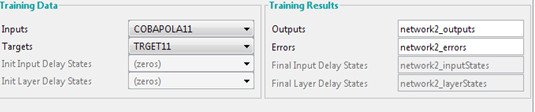 Training Data
Inputs COBAPOLA11
Targets TRGET11
Init Input Delay States (zeros)
Init Layer Delay States (zeros)
Training Results
Outputs network2_outputs
Errors network2_errors
Final Input Delay States network2_inputStates
Final Layer Delay States network2_layerStates